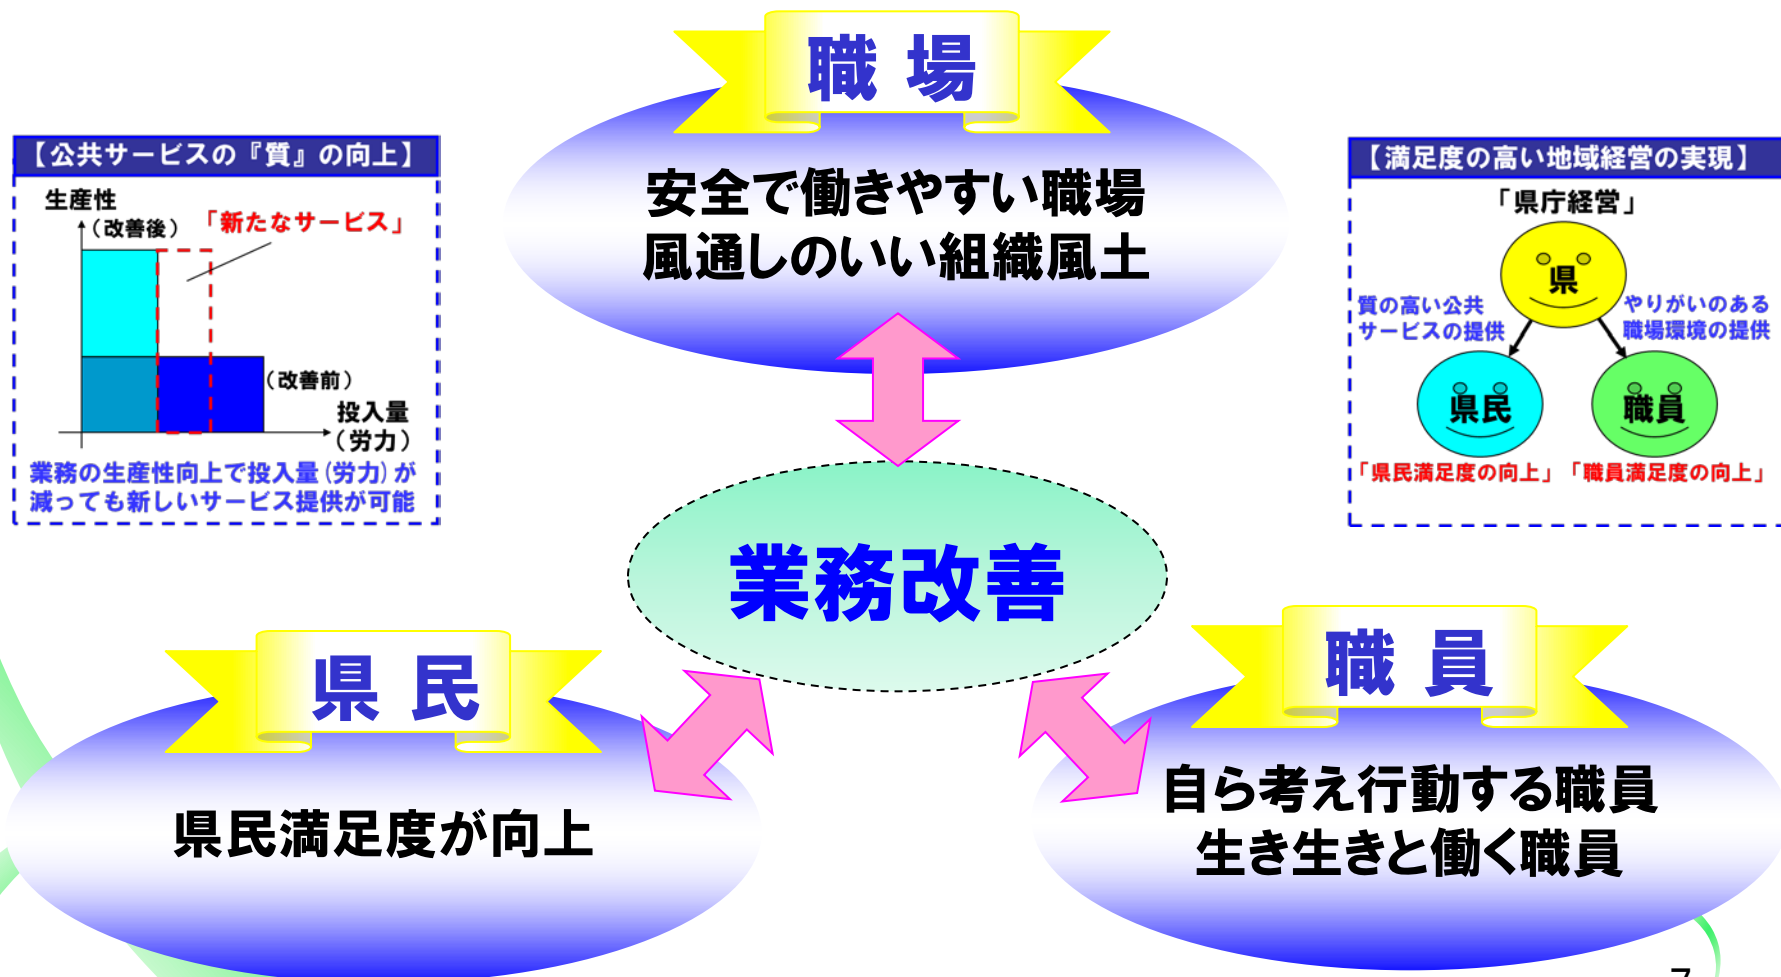 職 場
安全で働きやすい職場
風通しのいい組織風土
【公共サービスの『質』の向上】
生産性
（改善後）
「新たなサービス」
（改善前）
投入量
（労力）
業務の生産性向上で投入量（労力）が
減っても新しいサービス提供が可能
【満足度の高い地域経営の実現】
「県庁経営」
県
質の高い公共
サービスの提供
やりがいのある
職場環境の提供
県民
職員
「県民満足度の向上」
「職員満足度の向上」
業務改善
県 民
県民満足度が向上
職 員
自ら考え行動する職員
生き生きと働く職員
7